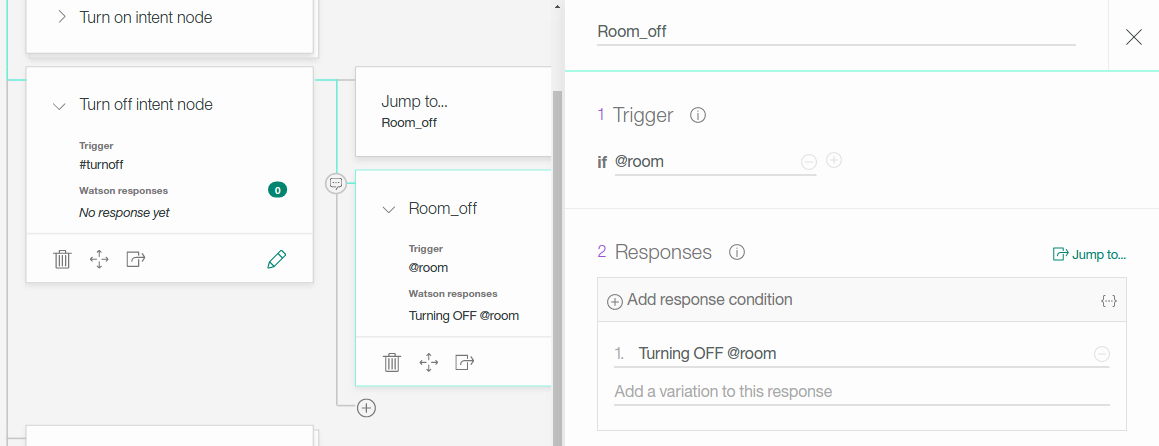 Turn on intent node
Turn off intent node
Trigger
#turnoff
Watson responses
0
No response yet
Jump to...
Room_off
Room_off
Trigger
@room
Watson responses
Turning OFF @room
Room_off
1 Trigger
if @room
2 Responses
Jump to...
Add response condition
{...}
1. Turning OFF @room
Add a variation to this response